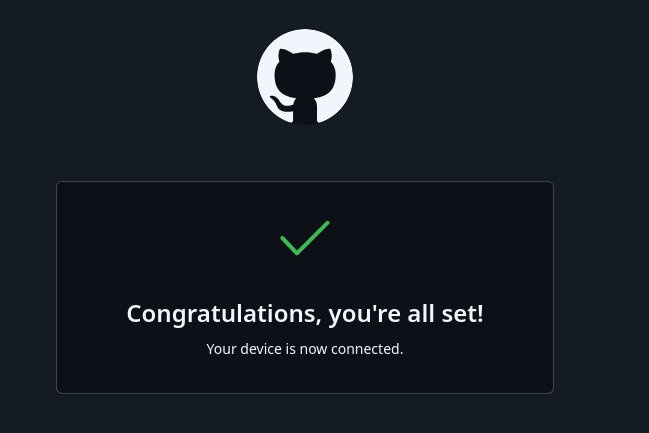 Congratulations, you're all set!
Your device is now connected.